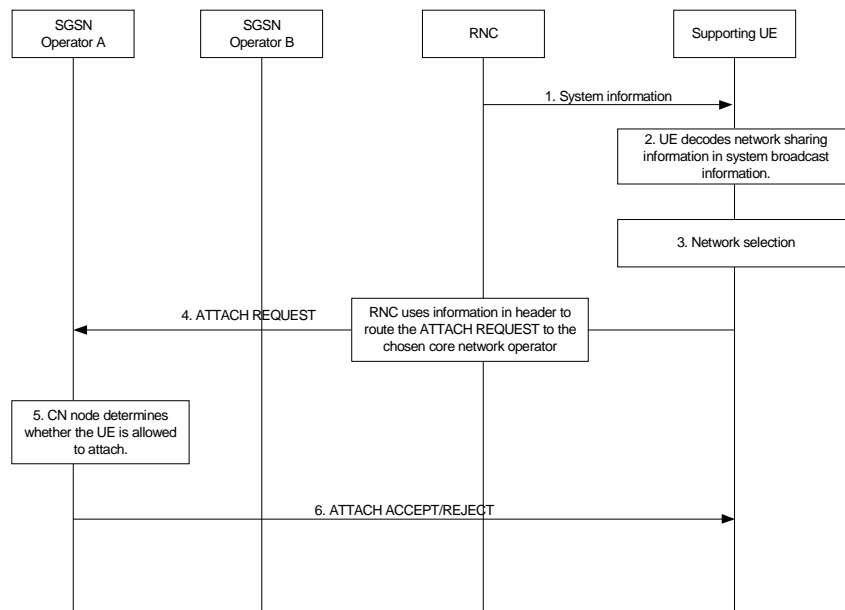 SGSN
Operator A
SGSN
Operator B
RNC
Supporting UE
1. System information
2. UE decodes network sharing
information in system broadcast
information.
3. Network selection
4. ATTACH REQUEST
RNC uses information in header to
route the ATTACH REQUEST to the
chosen core network operator
5. CN node determines
whether the UE is allowed
to attach.
6. ATTACH ACCEPT/REJECT